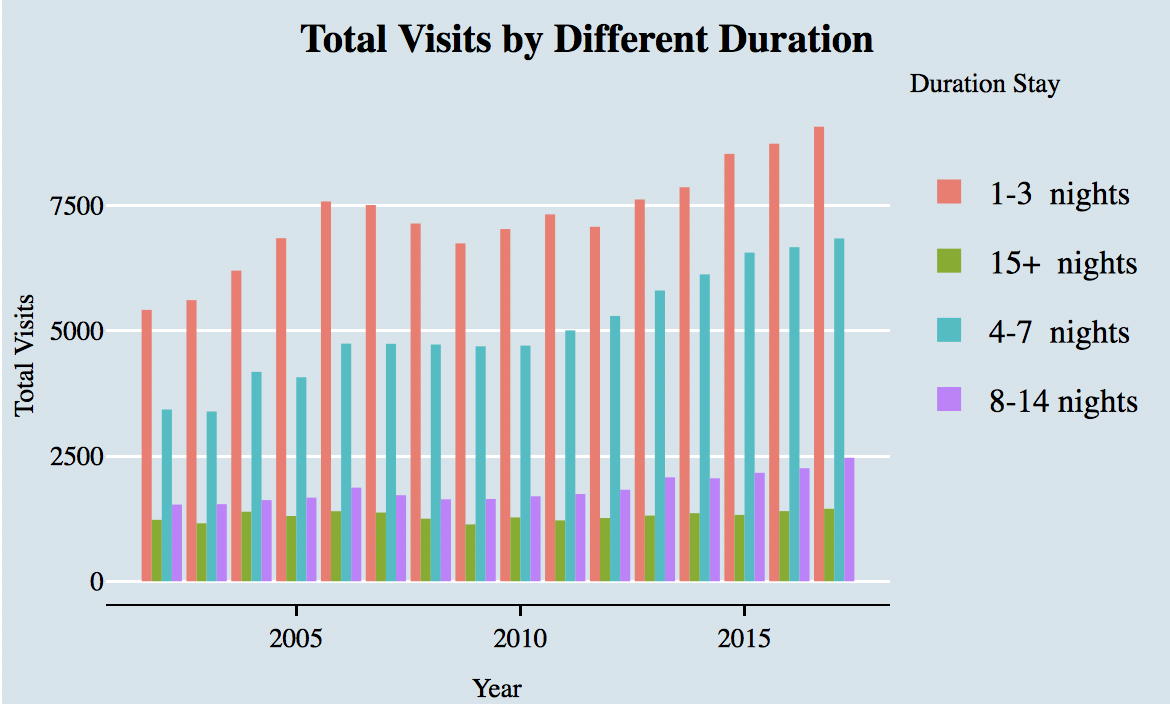 Total Visits by Different Duration
Duration Stay
1-3 nights
15+ nights
4-7 nights
8-14 nights
Total Visits
7500
5000
2500
0
2005 2010 2015
Year